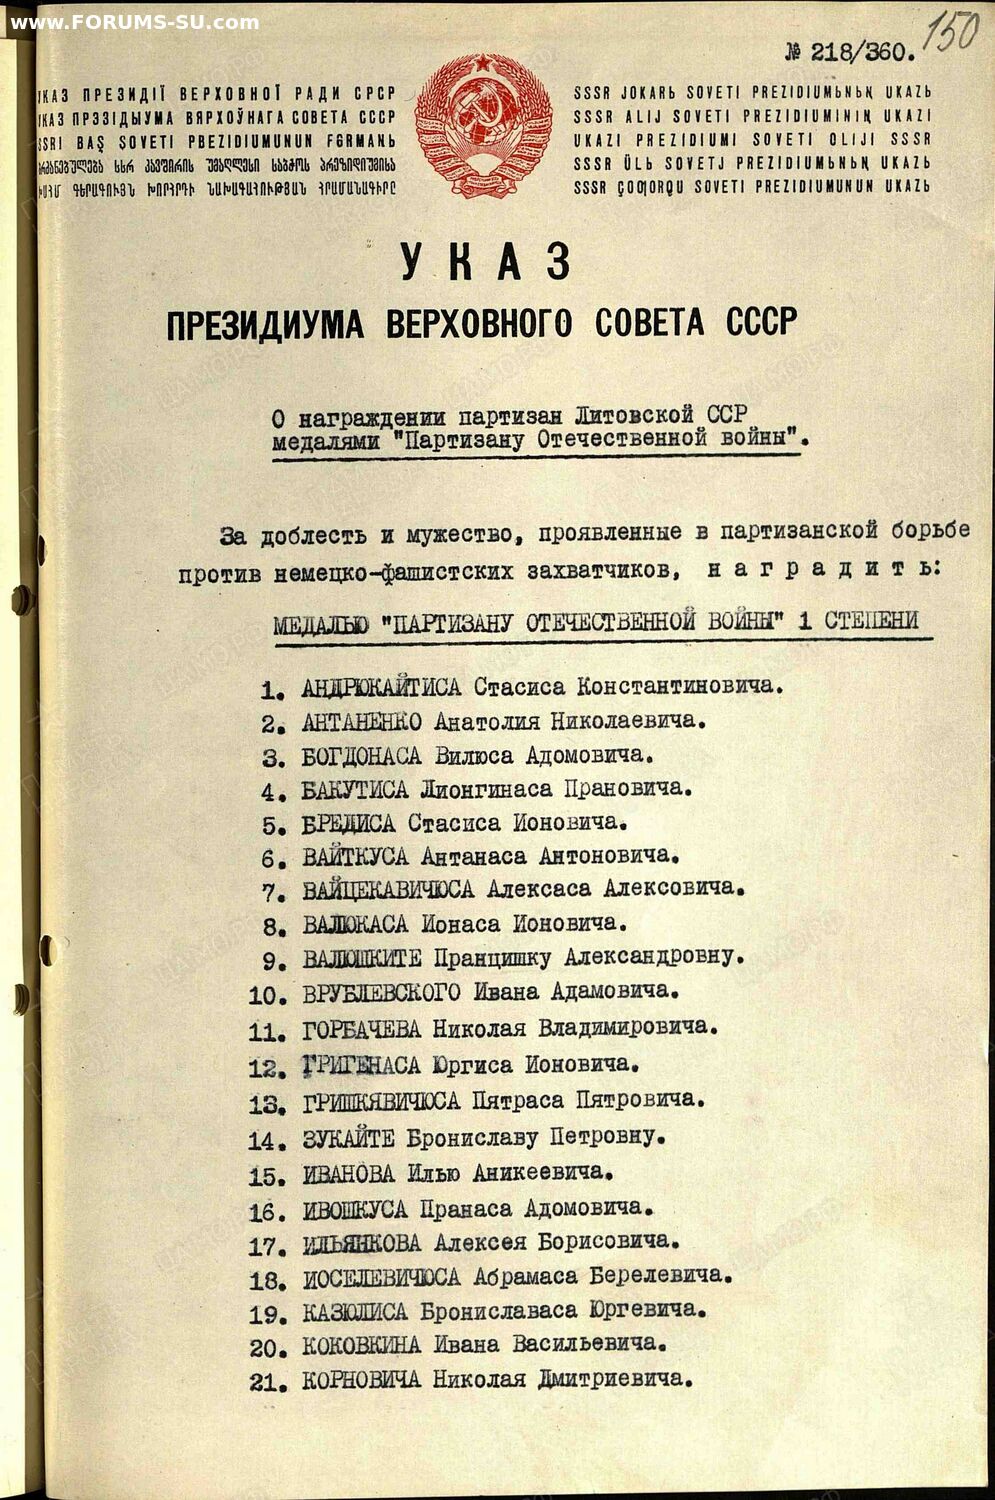 www.FORUMS-SU.com
150
№ 218/360.
УКАЗ ПРЕЗИДІЇ ВЕРХОВНОЇ РАДИ СРСР
УКАЗ ПРЭЗІДЫУМА ВЯРХОЎНАГА СОВЕТА СССР
SSRI BAŞ SOVETI PREZIDIUMUNUN FƏRMANЬ
SSSR JOKARЬ SOVETI PREZIDIUMЬNЬꞐ UKAZЬ
SSSR ALIJ SOVETI PREZIDIUMININ UKAZI
UKAZI PREZIDIUMI SOVETI OLIJI SSSR
SSSR ÜLЬ SOVETJ PREZIDIUMЬNЬꞐ UKAZЬ
SSSR ÇOƢORQU SOVETI PREZIDIUMUNUN UKAZЬ
УКАЗ
ПРЕЗИДИУМА ВЕРХОВНОГО СОВЕТА СССР
О награждении партизан Литовской ССР
медалями "Партизану Отечественной войны".
За доблесть и мужество, проявленные в партизанской борьбе
против немецко-фашистских захватчиков, н а г р а д и т ь:
МЕДАЛЬЮ "ПАРТИЗАНУ ОТЕЧЕСТВЕННОЙ ВОЙНЫ" 1 СТЕПЕНИ
1. АНДРЮКАЙТИСА Стасиса Константиновича.
2. АНТАНЕНКО Анатолия Николаевича.
3. БОГДОНАСА Вилюса Адомовича.
4. БАКУТИСА Лионгинаса Прановича.
5. БРЕДИСА Стасиса Ионовича.
6. ВАЙТКУСА Антанаса Антоновича.
7. ВАЙЦЕКАВИЧЮСА Алексаса Алексовича.
8. ВАЛЮКАСА Ионаса Ионовича.
9. ВАЛЮШКИТЕ Пранцишку Александровну.
10. ВРУБЛЕВСКОГО Ивана Адамовича.
11. ГОРБАЧЕВА Николая Владимировича.
12. ГРИГЕНАСА Юргиса Ионовича.
13. ГРИШКЯВИЧЮСА Пятраса Пятровича.
14. ЗУКАЙТЕ Брониславу Петровну.
15. ИВАНОВА Илью Аникеевича.
16. ИВОШКУСА Пранаса Адомовича.
17. ИЛЬЯНКОВА Алексея Борисовича.
18. ИОСЕЛЕВИЧЮСА Абрамаса Берелевича.
19. КАЗЮЛИСА Брониславаса Юргевича.
20. КОКОВКИНА Ивана Васильевича.
21. КОРНОВИЧА Николая Дмитриевича.